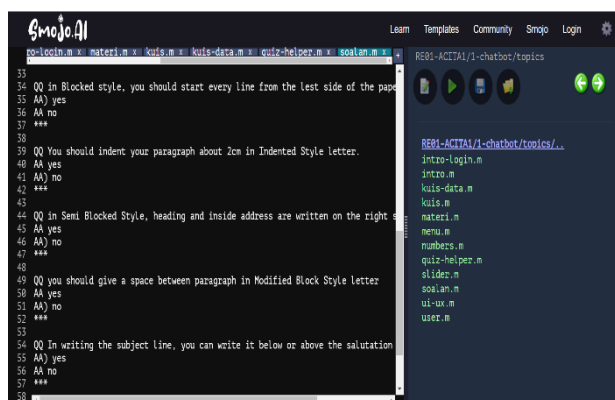 Smojo.AI
Learn Templates Community Smojo Login
ro-login.m x materi.m x kuis.m x kuis-data.m x quiz-helper.m x soalan.m x +
33
34 QQ in Blocked style, you should start every line from the lest side of the pape
35 AA) yes
36 AA no
37 ***
38
39 QQ You should indent your paragraph about 2cm in Indented Style letter.
40 AA yes
41 AA) no
42 ***
43
44 QQ in Semi Blocked Style, heading and inside address are written on the right s
45 AA yes
46 AA) no
47 ***
48
49 QQ you should give a space between paragraph in Modified Block Style letter
50 AA yes
51 AA) no
52 ***
53
54 QQ In writing the subject line, you can write it below or above the salutation
55 AA) yes
56 AA no
57 ***
58
RE01-ACITA1/1-chatbot/topics
RE01-ACITA1/1-chatbot/topics/..
intro-login.m
intro.m
kuis-data.m
kuis.m
materi.m
menu.m
numbers.m
quiz-helper.m
slider.m
soalan.m
ui-ux.m
user.m